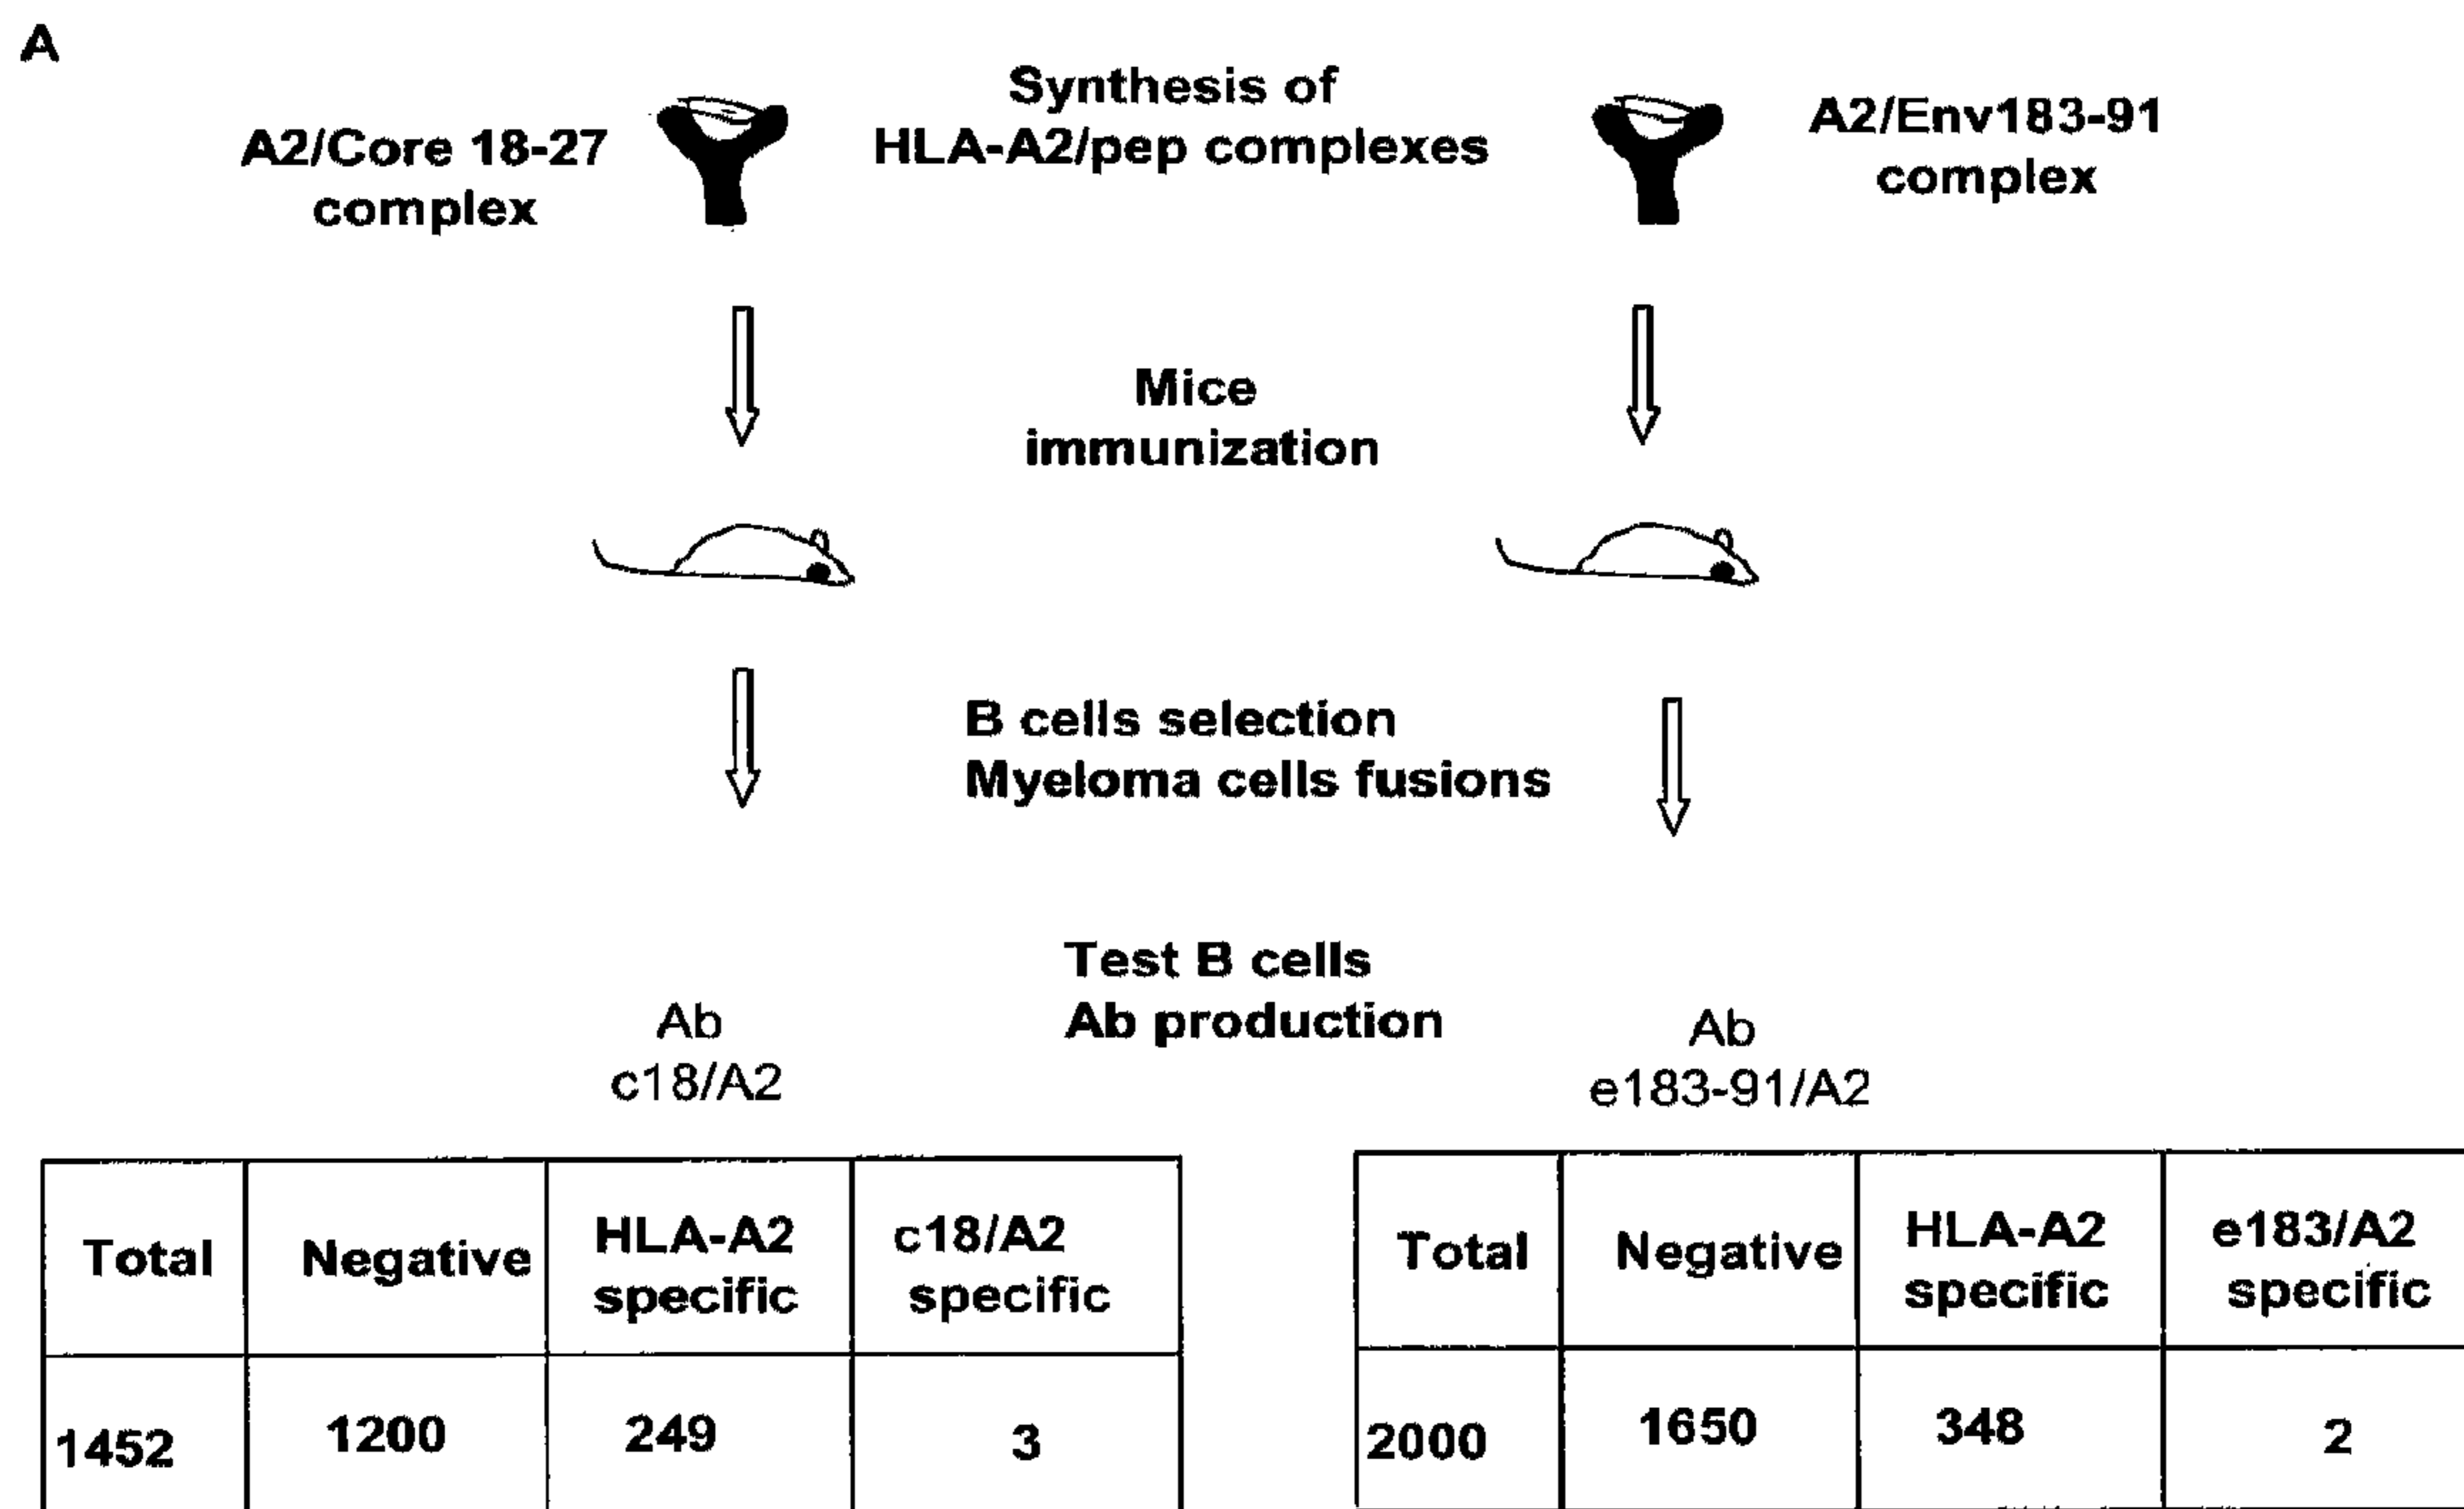 A
Synthesis of
HLA-A2/pep complexes
A2/Core 18-27
complex
A2/Env183-91
complex
Mice
immunization
B cells selection
Myeloma cells fusions
Test B cells
Ab production
Ab
c18/A2
Ab
e183-91/A2
Total Negative HLA-A2 specific c18/A2 specific
1452 1200 249 3
Total Negative HLA-A2 specific e183/A2 specific
2000 1650 348 2